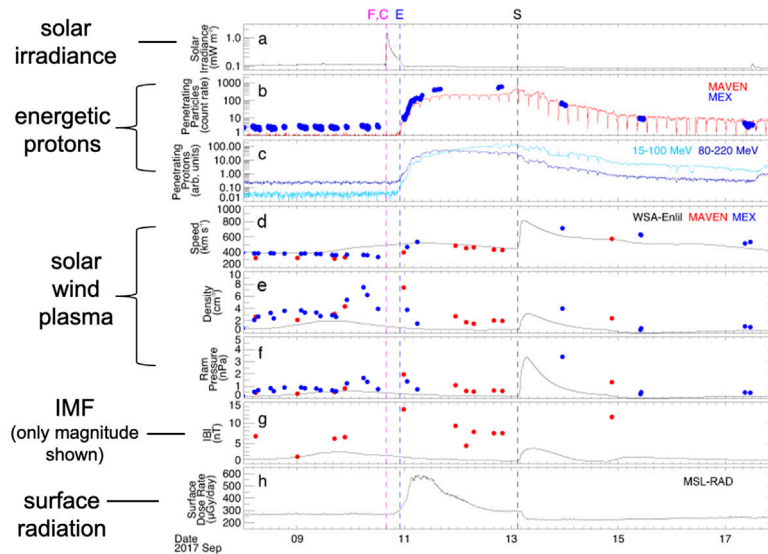 F,C E S
solar
irradiance
energetic
protons
solar
wind
plasma
IMF
(only magnitude
shown)
surface
radiation
Solar
Irradiance
(mW m⁻²)
1.0
0.1
a
Penetrating
Particles
(count rate)
1000
100
10
1
b
MAVEN
MEX
Penetrating
Protons
(arb. units)
100.00
10.00
1.00
0.10
0.01
c
15-100 MeV 80-220 MeV
Speed
(km s⁻¹)
1000
800
600
400
200
d
WSA-Enlil MAVEN MEX
Density
(cm⁻³)
10
8
6
4
2
0
e
Ram
Pressure
(nPa)
5
4
3
2
1
0
f
|B|
(nT)
15
10
5
0
g
Surface
Dose Rate
(μGy/day)
600
500
400
300
200
h
MSL-RAD
09 11 13 15 17
Date
2017 Sep